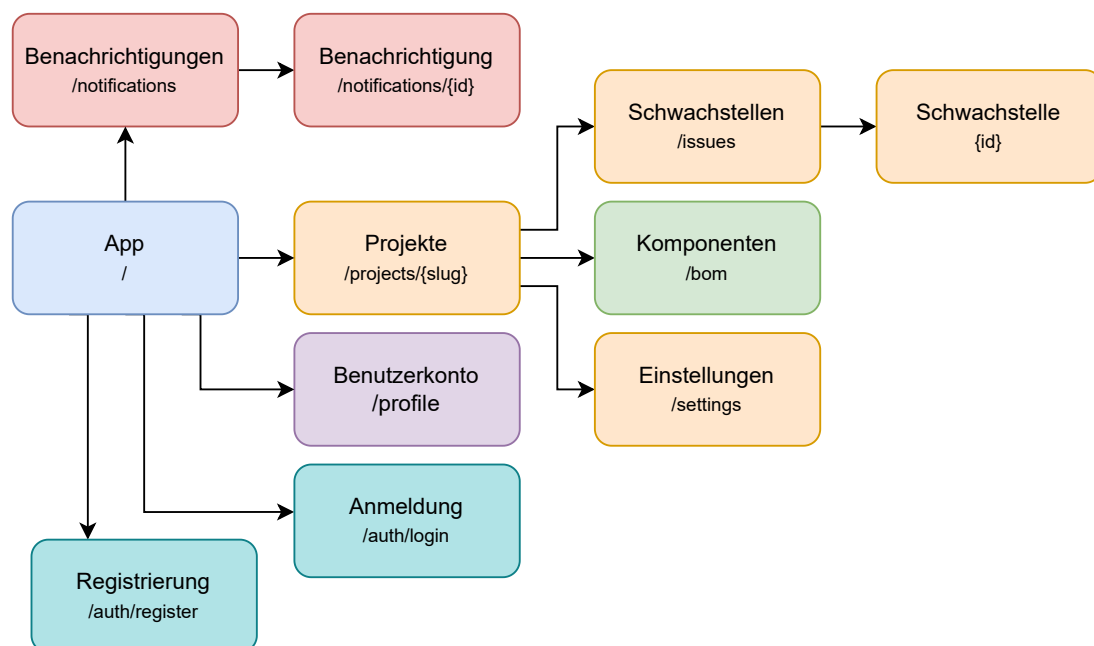 Benachrichtigungen
/notifications
Benachrichtigung
/notifications/{id}
Schwachstellen
/issues
Schwachstelle
{id}
App
/
Projekte
/projects/{slug}
Komponenten
/bom
Benutzerkonto
/profile
Einstellungen
/settings
Anmeldung
/auth/login
Registrierung
/auth/register